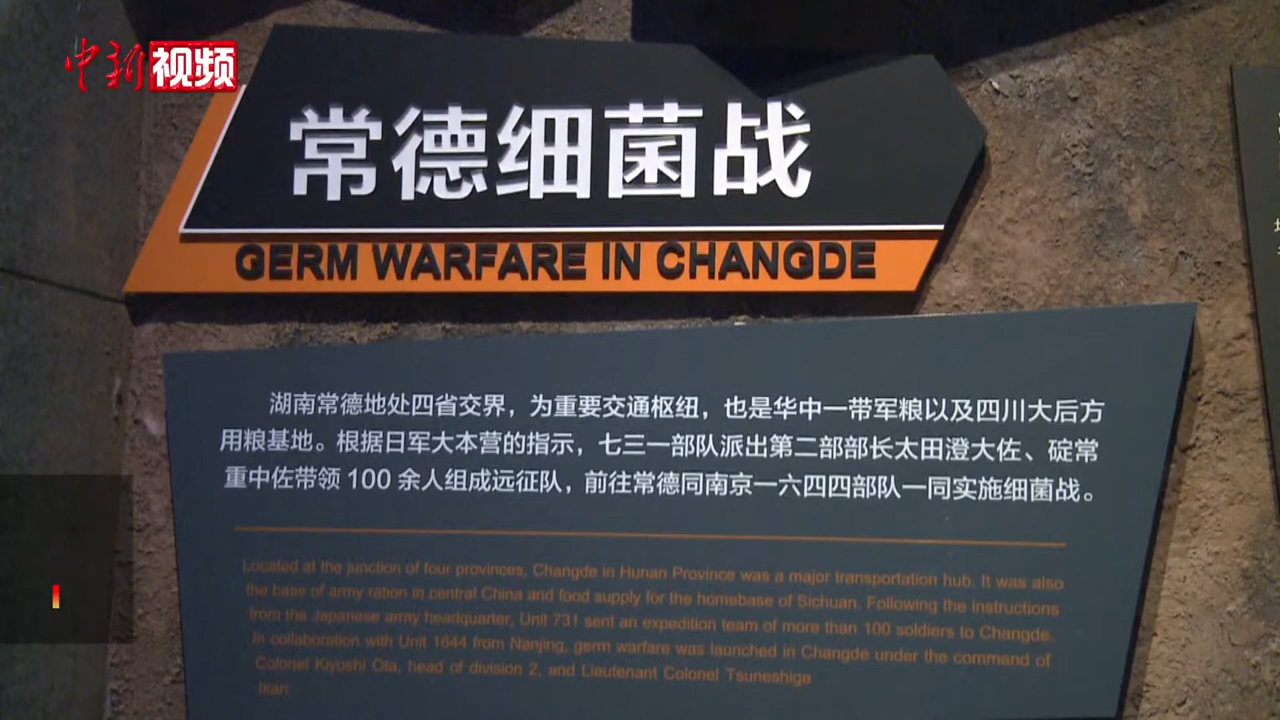 中新视频
常德细菌战
GERM WARFARE IN CHANGDE
湖南常德地处四省交界，为重要交通枢纽，也是华中一带军粮以及四川大后方
用粮基地。根据日军大本营的指示，七三一部队派出第二部部长太田澄大佐、碇常
重中佐带领100余人组成远征队，前往常德同南京一六四四部队一同实施细菌战。
Located at the junction of four provinces, Changde in Hunan Province was a major transportation hub. It was also
the base of army ration in central China and food supply for the homebase of Sichuan. Following the instructions
from the Japanese army headquarter, Unit 731 sent an expedition team of more than 100 soldiers to Changde.
In collaboration with Unit 1644 from Nanjing, germ warfare was launched in Changde under the command of
Colonel Kiyoshi Ota, head of division 2, and Lieutenant Colonel Tsuneshige
Ikari